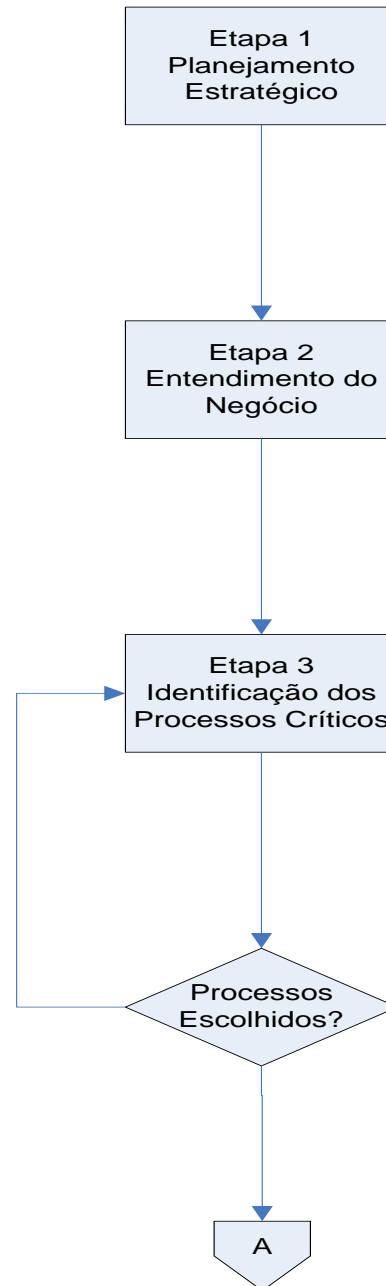 Etapa 1
Planejamento
Estratégico
Etapa 2
Entendimento do
Negócio
Etapa 3
Identificação dos
Processos Críticos
Processos
Escolhidos?
A